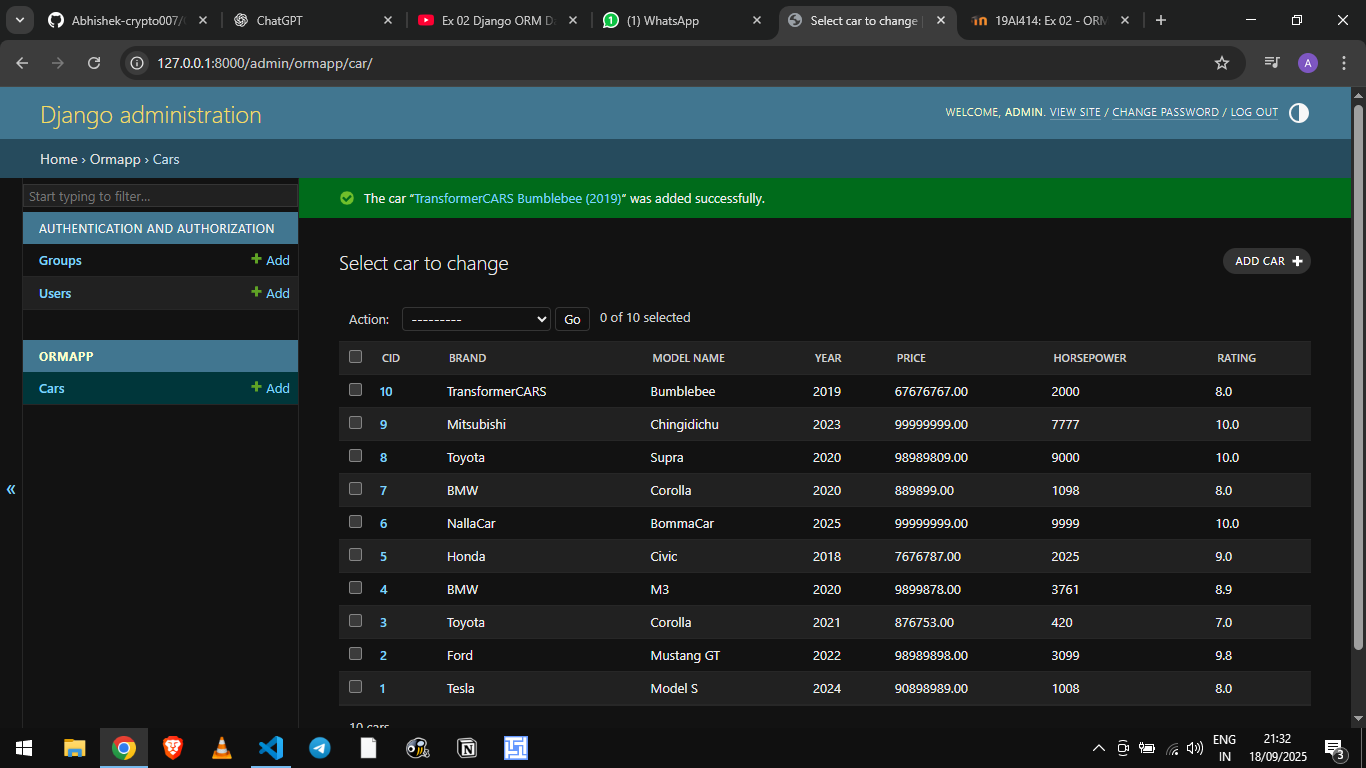 Abhishek-crypto007/
ChatGPT
Ex 02 Django ORM D
(1) WhatsApp
Select car to change
19AI414: Ex 02 - ORM
127.0.0.1:8000/admin/ormapp/car/
A
Django administration
WELCOME, ADMIN. VIEW SITE / CHANGE PASSWORD / LOG OUT
Home › Ormapp › Cars
Start typing to filter...
The car “TransformerCARS Bumblebee (2019)” was added successfully.
AUTHENTICATION AND AUTHORIZATION
Groups + Add
Users + Add
ORMAPP
Cars + Add
«
Select car to change
ADD CAR +
Action: --------- Go 0 of 10 selected
CID BRAND MODEL NAME YEAR PRICE HORSEPOWER RATING
10 TransformerCARS Bumblebee 2019 67676767.00 2000 8.0
9 Mitsubishi Chingidichu 2023 99999999.00 7777 10.0
8 Toyota Supra 2020 98989809.00 9000 10.0
7 BMW Corolla 2020 889899.00 1098 8.0
6 NallaCar BommaCar 2025 99999999.00 9999 10.0
5 Honda Civic 2018 7676787.00 2025 9.0
4 BMW M3 2020 9899878.00 3761 8.9
3 Toyota Corolla 2021 876753.00 420 7.0
2 Ford Mustang GT 2022 98989898.00 3099 9.8
1 Tesla Model S 2024 90898989.00 1008 8.0
10 cars
ENG
IN
21:32
18/09/2025
3